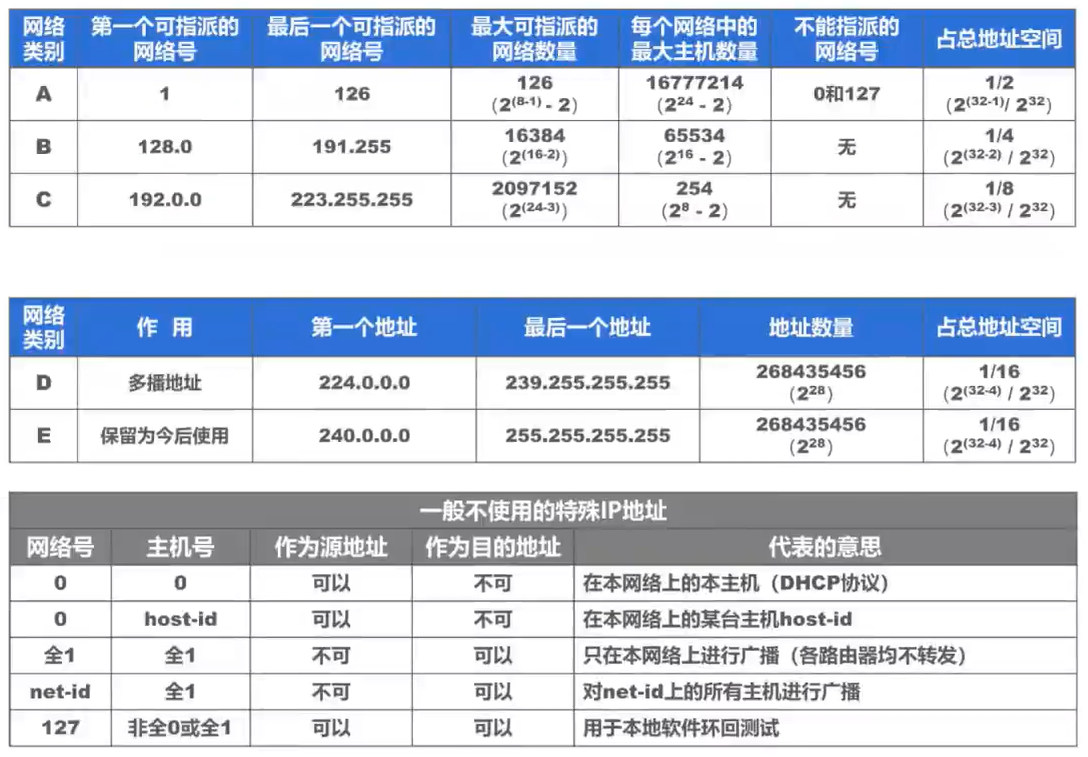 网络类别 第一个可指派的网络号 最后一个可指派的网络号 最大可指派的网络数量 每个网络中的最大主机数量 不能指派的网络号 占总地址空间
A 1 126 126 (2^(8-1) - 2) 16777214 (2^24 - 2) 0和127 1/2 (2^(32-1)/ 2^32)
B 128.0 191.255 16384 (2^(16-2)) 65534 (2^16 - 2) 无 1/4 (2^(32-2) / 2^32)
C 192.0.0 223.255.255 2097152 (2^(24-3)) 254 (2^8 - 2) 无 1/8 (2^(32-3) / 2^32)
网络类别 作 用 第一个地址 最后一个地址 地址数量 占总地址空间
D 多播地址 224.0.0.0 239.255.255.255 268435456 (2^28) 1/16 (2^(32-4) / 2^32)
E 保留为今后使用 240.0.0.0 255.255.255.255 268435456 (2^28) 1/16 (2^(32-4) / 2^32)
一般不使用的特殊IP地址
网络号 主机号 作为源地址 作为目的地址 代表的意思
0 0 可以 不可 在本网络上的本主机（DHCP协议）
0 host-id 可以 不可 在本网络上的某台主机host-id
全1 全1 不可 可以 只在本网络上进行广播（各路由器均不转发）
net-id 全1 不可 可以 对net-id上的所有主机进行广播
127 非全0或全1 可以 可以 用于本地软件环回测试